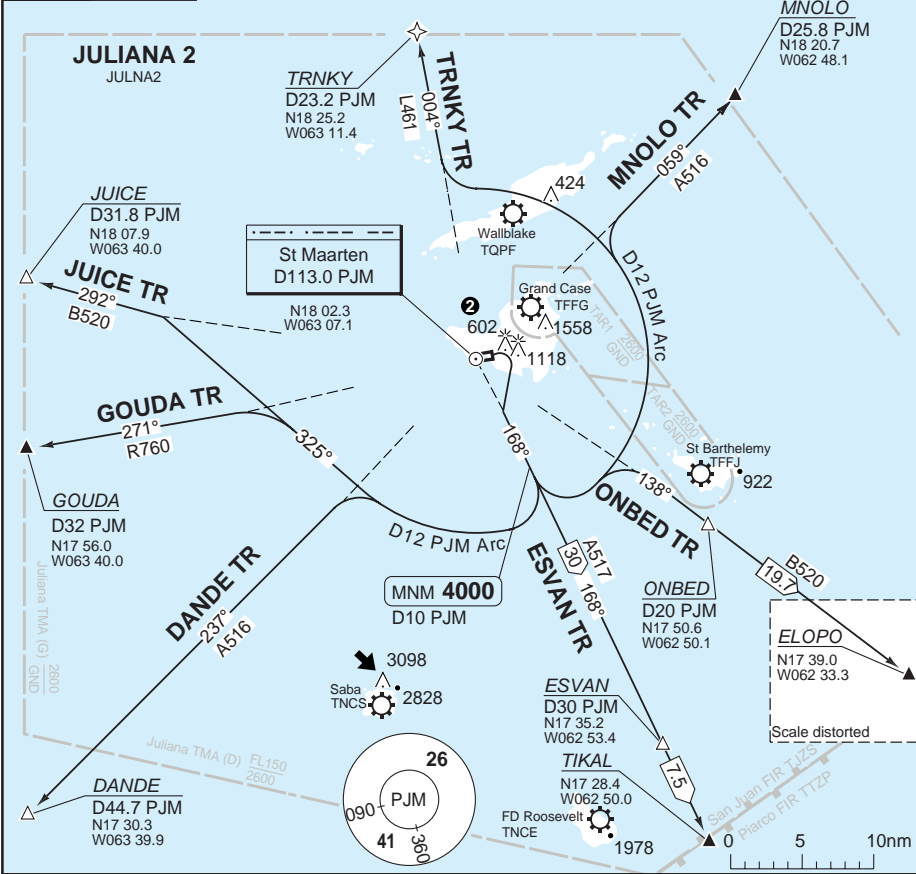 MNOLO
D25.8 PJM
N18 20.7
W062 48.1
JULIANA 2
JULNA2
TRNKY
D23.2 PJM
N18 25.2
W063 11.4
TRNKY TR
004°
L461
MNOLO TR
059°
A516
424
Wallblake
TQPF
JUICE
D31.8 PJM
N18 07.9
W063 40.0
St Maarten
D113.0 PJM
N18 02.3
W063 07.1
JUICE TR
292°
B520
Grand Case
TFFG
2
602
1558
1118
TAR1 2600
GND
D12 PJM Arc
TAR2 2600
GND
GOUDA TR
271°
R760
325°
168°
GOUDA
D32 PJM
N17 56.0
W063 40.0
St Barthelemy
TFFJ
922
138°
ONBED TR
D12 PJM Arc
ESVAN TR
A517
30
168°
B520
19.7
ONBED
D20 PJM
N17 50.6
W062 50.1
MNM 4000
D10 PJM
DANDE TR
237°
A516
Juliana TMA (G) 2600
GND
ELOPO
N17 39.0
W062 33.3
Scale distorted
3098
Saba
TNCS
2828
ESVAN
D30 PJM
N17 35.2
W062 53.4
7.5
TIKAL
N17 28.4
W062 50.0
Juliana TMA (D) FL150
2600
DANDE
D44.7 PJM
N17 30.3
W063 39.9
26
090
PJM
41
360
FD Roosevelt
TNCE
1978
San Juan FIR TJZS
Piarco FIR TTZP
0 5 10nm